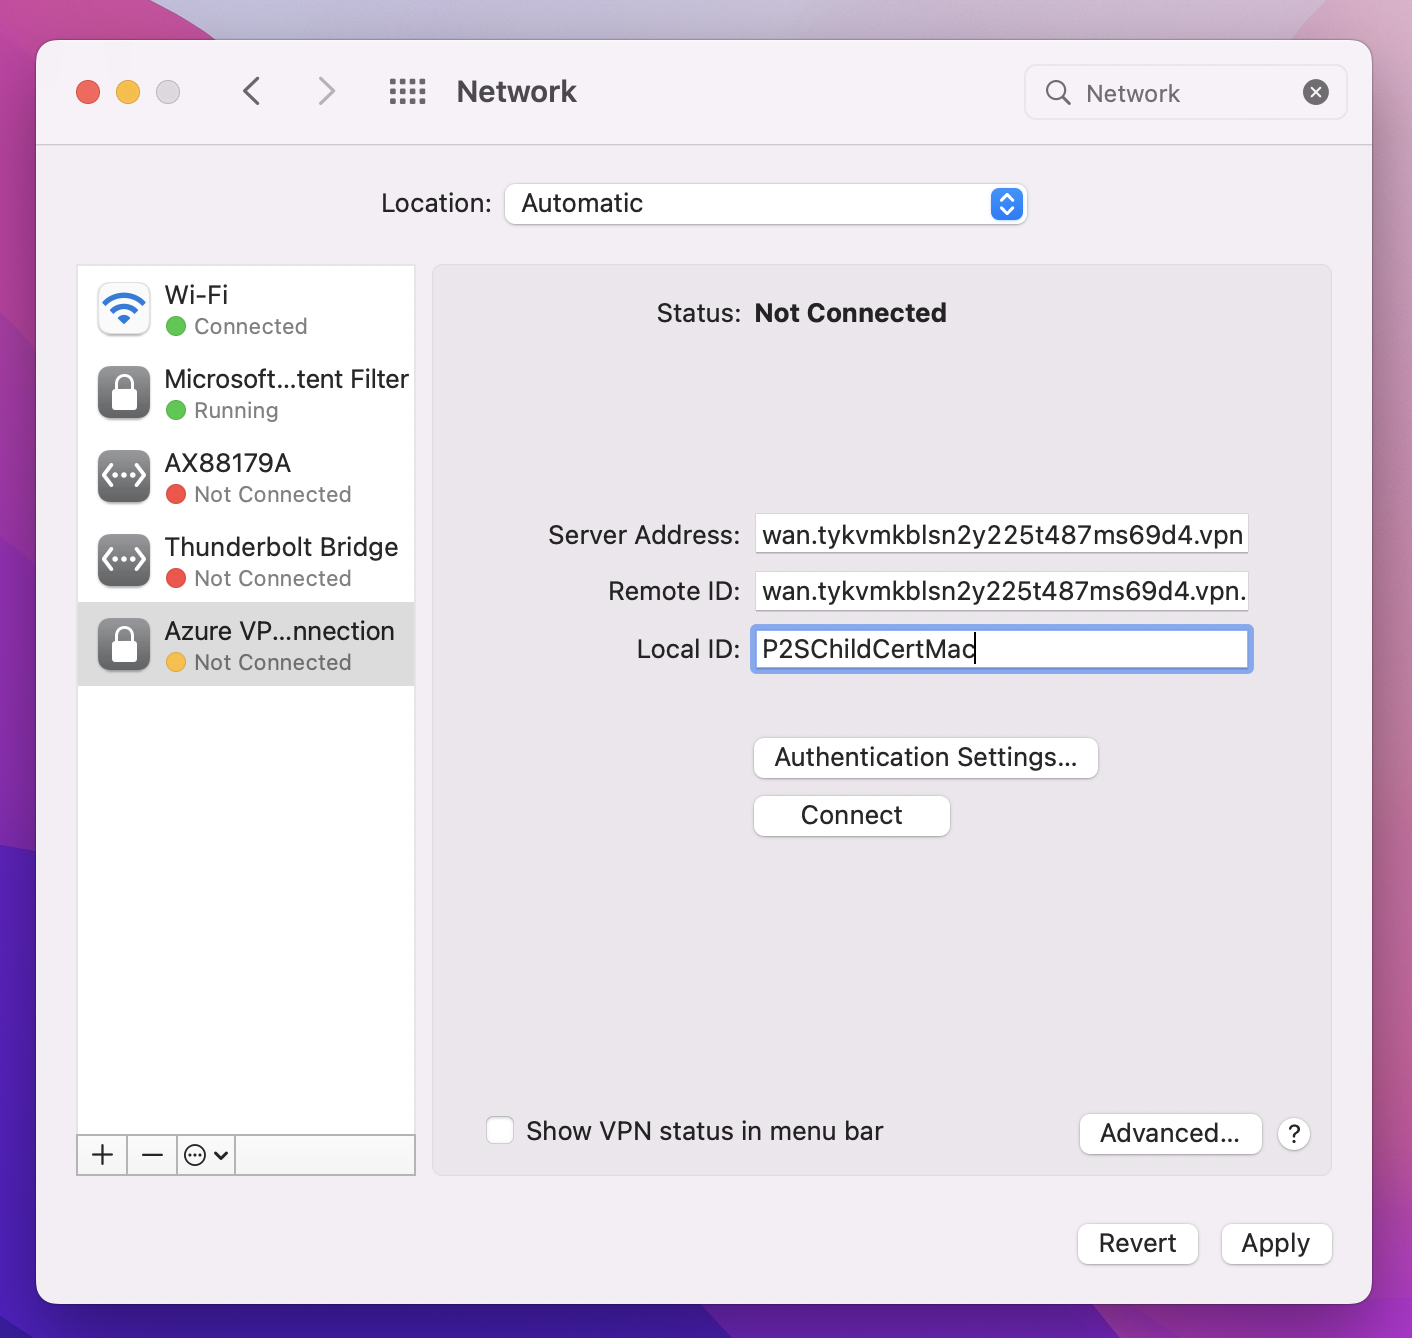 Network
Network
Location: Automatic
Wi-Fi
Connected
Microsoft...tent Filter
Running
AX88179A
Not Connected
Thunderbolt Bridge
Not Connected
Azure VP...nnection
Not Connected
Status: Not Connected
Server Address: wan.tykvmkblsn2y225t487ms69d4.vpn
Remote ID: wan.tykvmkblsn2y225t487ms69d4.vpn.
Local ID: P2SChildCertMac
Authentication Settings...
Connect
Show VPN status in menu bar
Advanced...
?
Revert
Apply